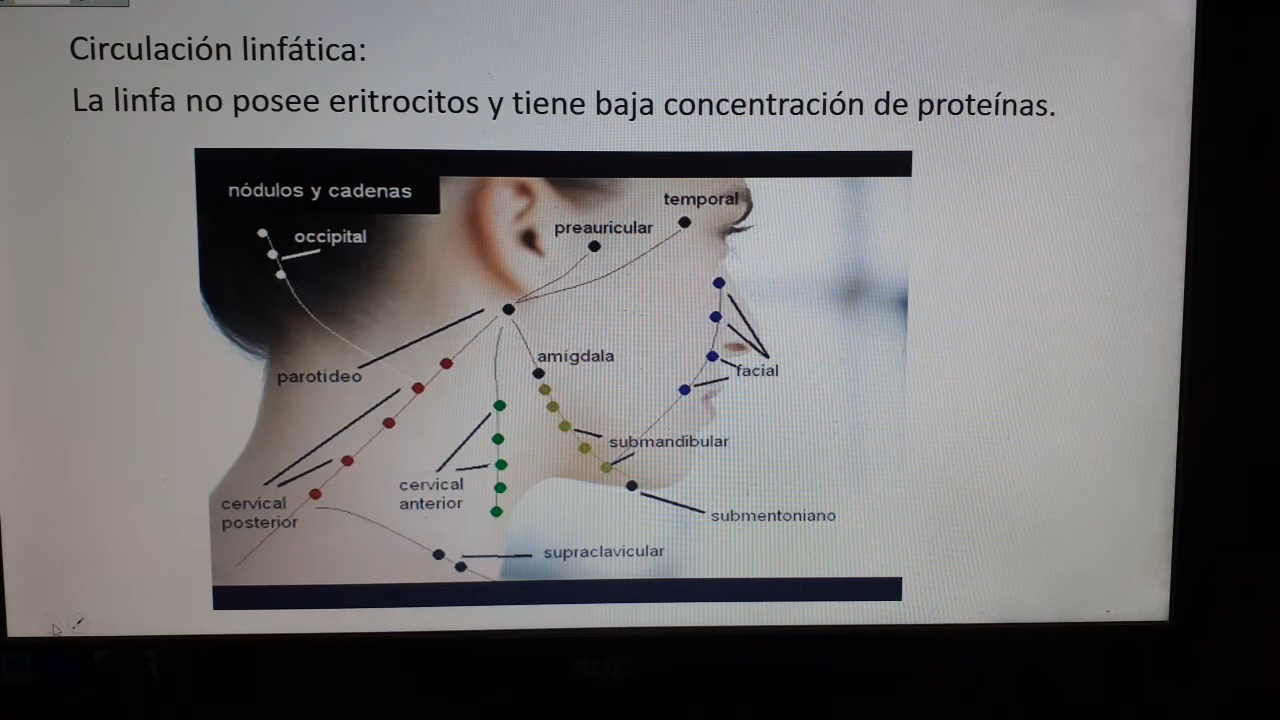 Circulación linfática:
La linfa no posee eritrocitos y tiene baja concentración de proteínas.
nódulos y cadenas
temporal
preauricular
occipital
amígdala
facial
parotídeo
submandibular
cervical
anterior
cervical
posterior
submentoniano
supraclavicular